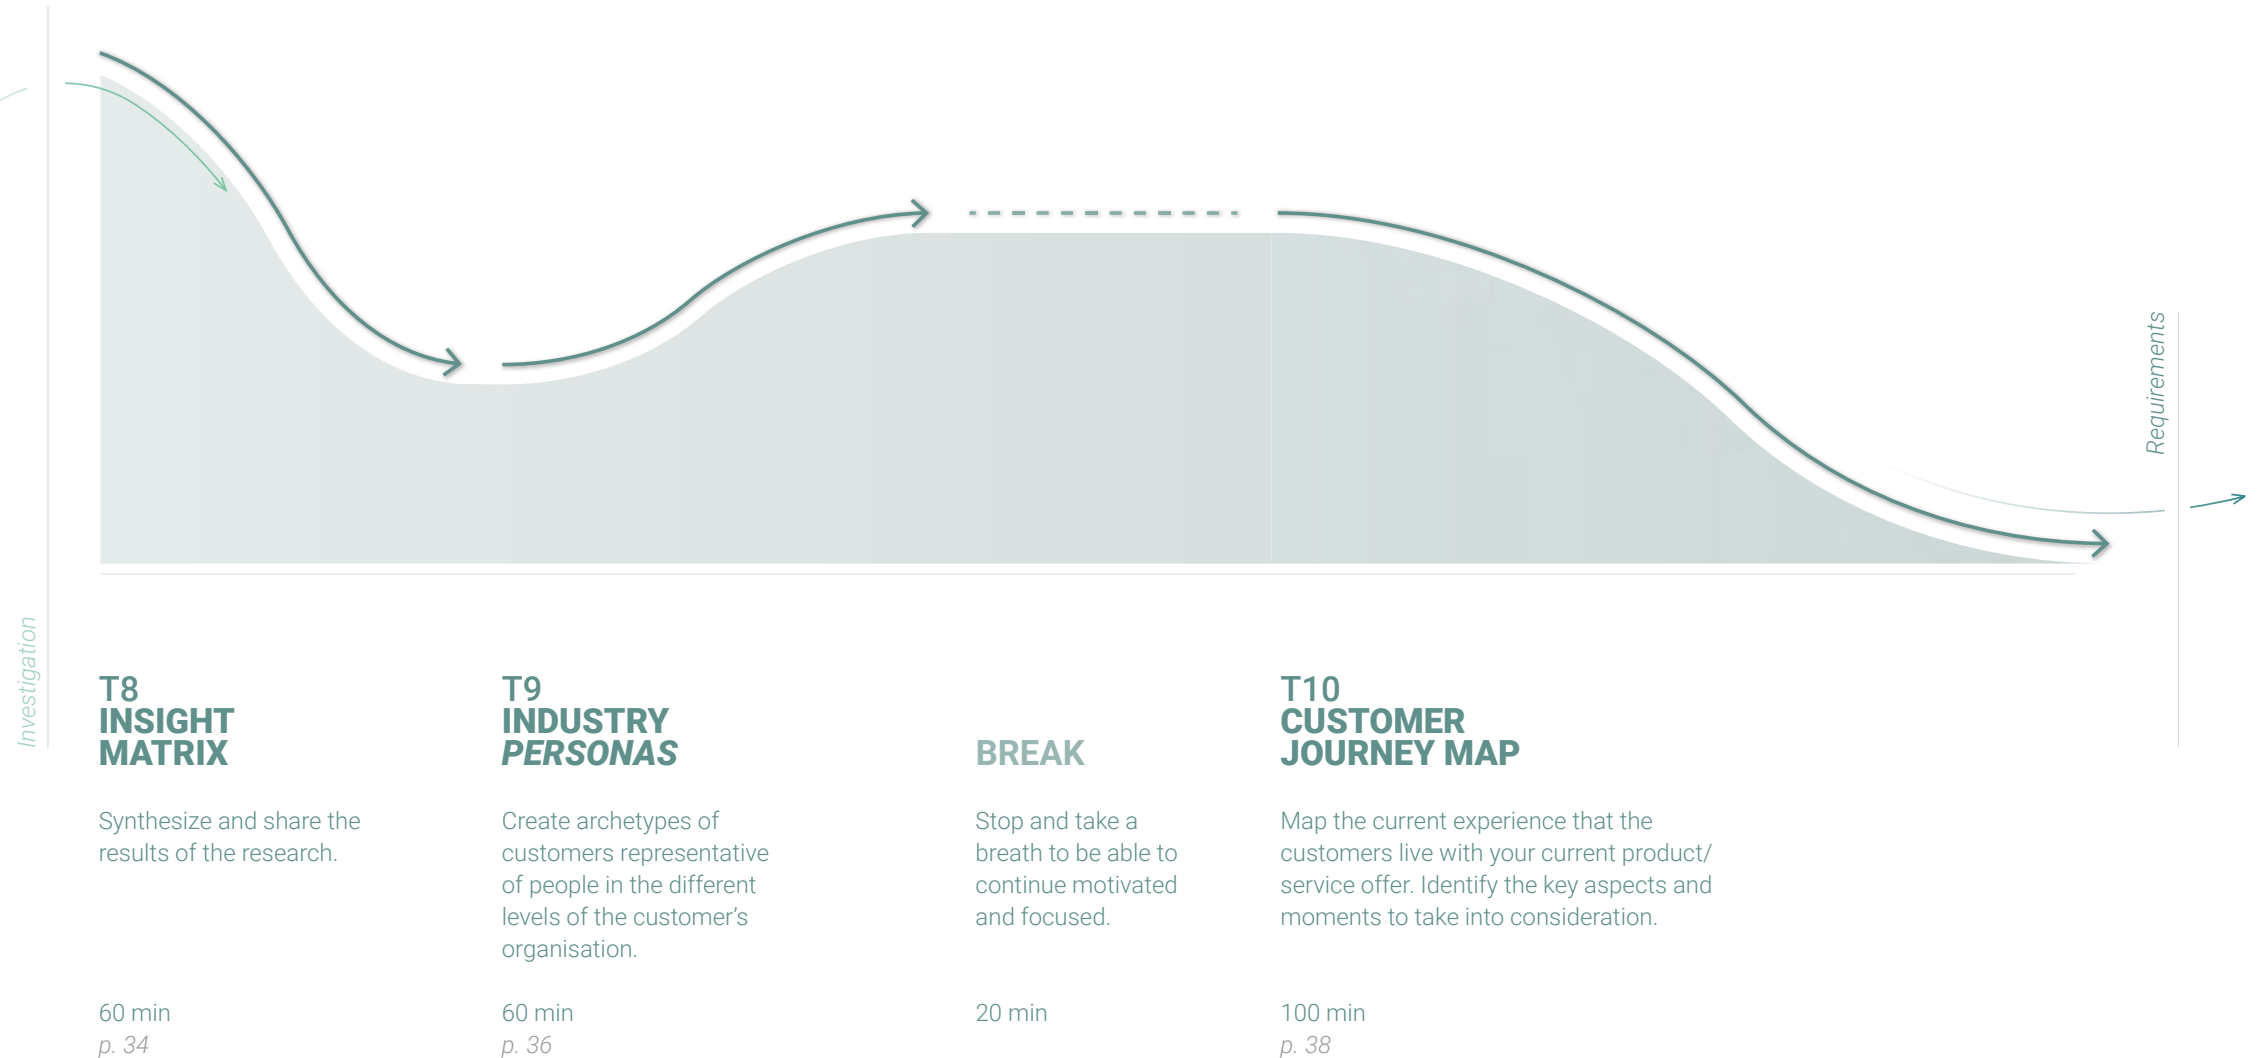 Investigation
Requirements
T8
INSIGHT
MATRIX
Synthesize and share the
results of the research.
60 min
p. 34
T9
INDUSTRY
PERSONAS
Create archetypes of
customers representative
of people in the different
levels of the customer’s
organisation.
60 min
p. 36
BREAK
Stop and take a
breath to be able to
continue motivated
and focused.
20 min
T10
CUSTOMER
JOURNEY MAP
Map the current experience that the
customers live with your current product/
service offer. Identify the key aspects and
moments to take into consideration.
100 min
p. 38